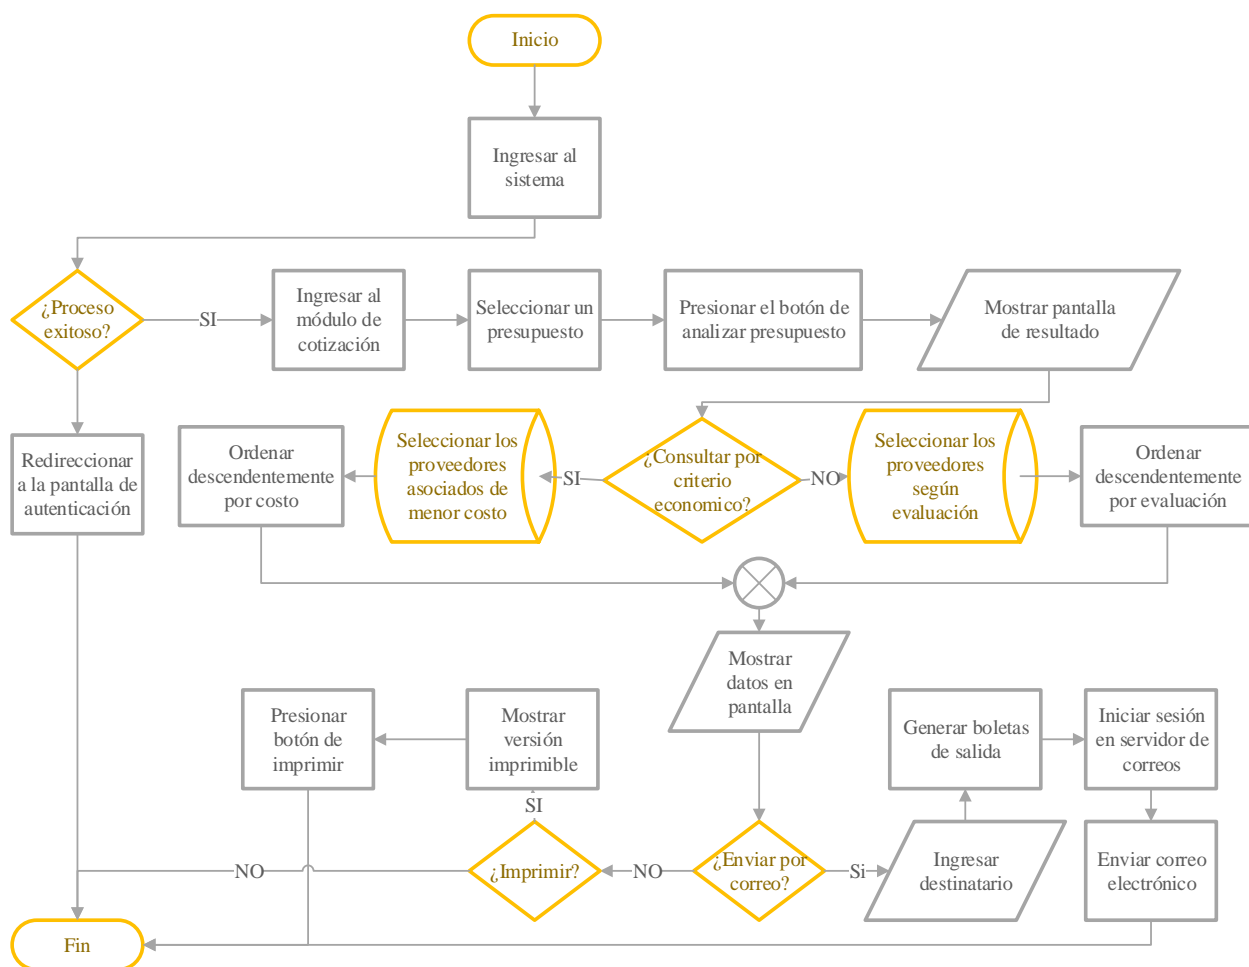 Inicio
Ingresar al
sistema
¿Proceso
exitoso?
SI
Ingresar al
módulo de
cotización
Seleccionar un
presupuesto
Presionar el botón de
analizar presupuesto
Mostrar pantalla
de resultado
Redireccionar
a la pantalla de
autenticación
Ordenar
descendentemente
por costo
Seleccionar los
proveedores
asociados de
menor costo
SI
¿Consultar por
criterio
economico?
NO
Seleccionar los
proveedores
según
evaluación
Ordenar
descendentemente
por evaluación
Mostrar
datos en
pantalla
Presionar
botón de
imprimir
Mostrar
versión
imprimible
Generar boletas
de salida
Iniciar sesión
en servidor de
correos
SI
NO
¿Imprimir?
NO
¿Enviar por
correo?
Si
Ingresar
destinatario
Enviar correo
electrónico
Fin